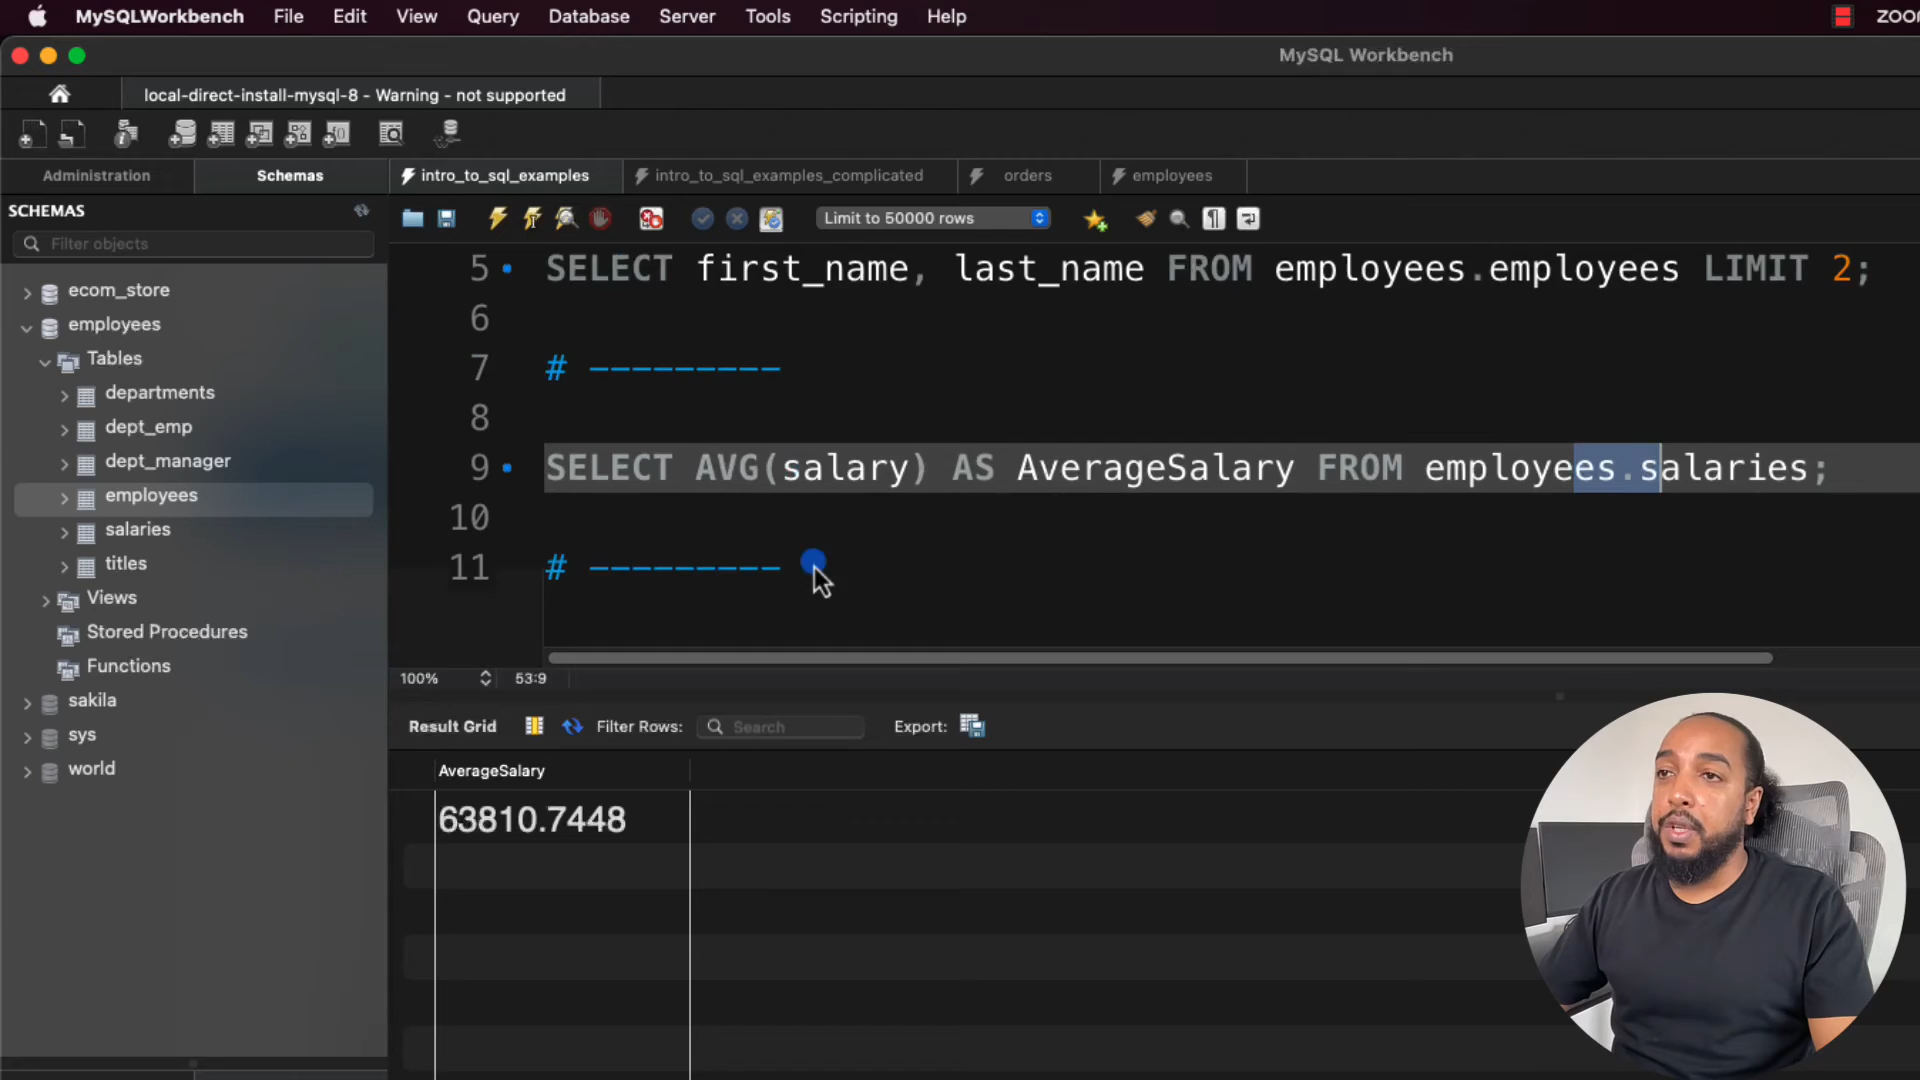 MySQLWorkbench File Edit View Query Database Server Tools Scripting Help
MySQL Workbench
local-direct-install-mysql-8 - Warning - not supported
Administration Schemas intro_to_sql_examples intro_to_sql_examples_complicated orders employees
SCHEMAS
Limit to 50000 rows
Filter objects
5 SELECT first_name, last_name FROM employees.employees LIMIT 2;
6
7 # ---------
8
9 SELECT AVG(salary) AS AverageSalary FROM employees.salaries;
10
11 # ---------
ecom_store
employees
Tables
departments
dept_emp
dept_manager
employees
salaries
titles
Views
Stored Procedures
Functions
sakila
sys
world
100% 53:9
Result Grid Filter Rows: Search Export:
AverageSalary
63810.7448